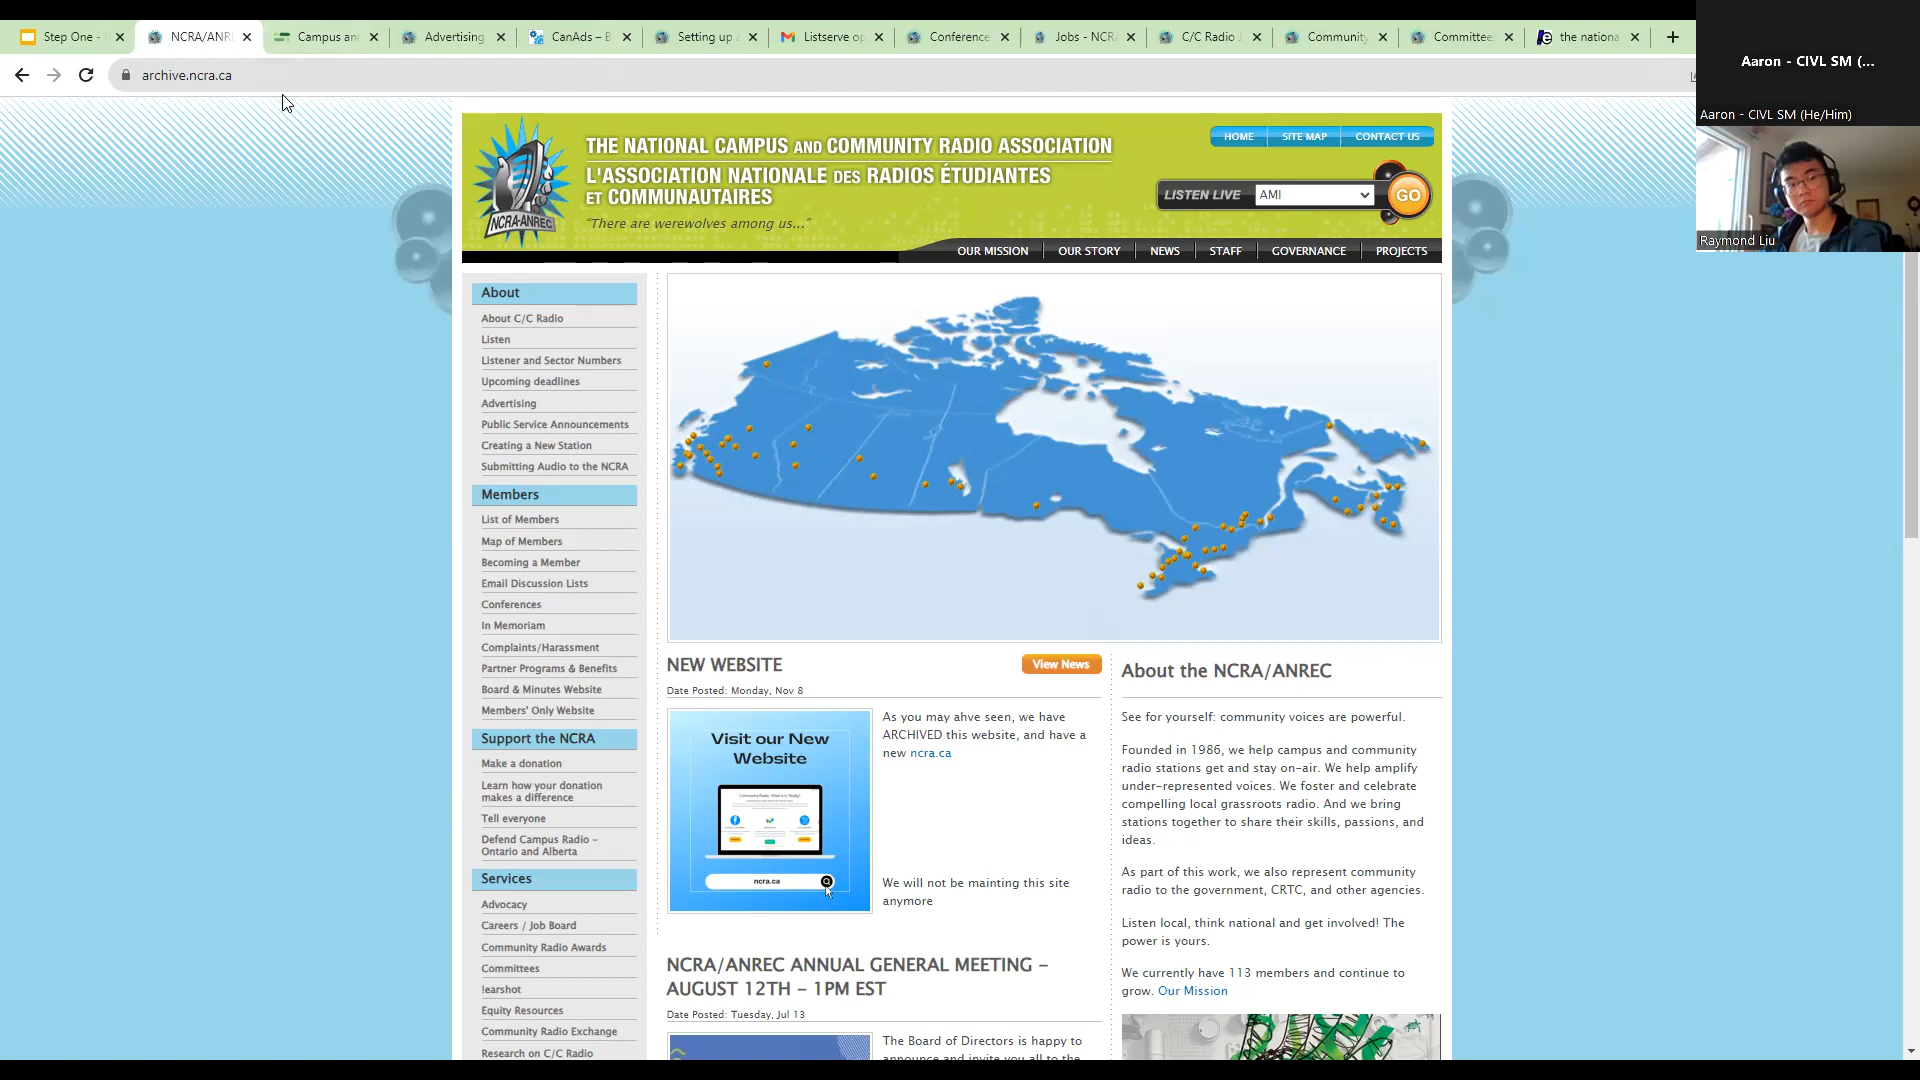 Step One -
NCRA/ANRE
Campus an
Advertising
CanAds – B
Setting up
Listserve op
Conference
Jobs - NCR
C/C Radio
Community
Committee
the nationa
archive.ncra.ca
Aaron - CIVL SM (...
Aaron - CIVL SM (He/Him)
Raymond Liu
HOME
SITE MAP
CONTACT US
THE NATIONAL CAMPUS AND COMMUNITY RADIO ASSOCIATION
L'ASSOCIATION NATIONALE DES RADIOS ÉTUDIANTES
ET COMMUNAUTAIRES
"There are werewolves among us..."
NCRA-ANREC
LISTEN LIVE
AMI
GO
OUR MISSION
OUR STORY
NEWS
STAFF
GOVERNANCE
PROJECTS
About
About C/C Radio
Listen
Listener and Sector Numbers
Upcoming deadlines
Advertising
Public Service Announcements
Creating a New Station
Submitting Audio to the NCRA
Members
List of Members
Map of Members
Becoming a Member
Email Discussion Lists
Conferences
In Memoriam
Complaints/Harassment
Partner Programs & Benefits
Board & Minutes Website
Members' Only Website
Support the NCRA
Make a donation
Learn how your donation
makes a difference
Tell everyone
Defend Campus Radio –
Ontario and Alberta
Services
Advocacy
Careers / Job Board
Community Radio Awards
Committees
!earshot
Equity Resources
Community Radio Exchange
Research on C/C Radio
NEW WEBSITE
View News
Date Posted: Monday, Nov 8
Visit our New
Website
ncra.ca
As you may ahve seen, we have
ARCHIVED this website, and have a
new ncra.ca
We will not be mainting this site
anymore
NCRA/ANREC ANNUAL GENERAL MEETING –
AUGUST 12TH – 1PM EST
Date Posted: Tuesday, Jul 13
The Board of Directors is happy to
announce and invite you all to the
About the NCRA/ANREC
See for yourself: community voices are powerful.
Founded in 1986, we help campus and community
radio stations get and stay on-air. We help amplify
under-represented voices. We foster and celebrate
compelling local grassroots radio. And we bring
stations together to share their skills, passions, and
ideas.
As part of this work, we also represent community
radio to the government, CRTC, and other agencies.
Listen local, think national and get involved! The
power is yours.
We currently have 113 members and continue to
grow. Our Mission